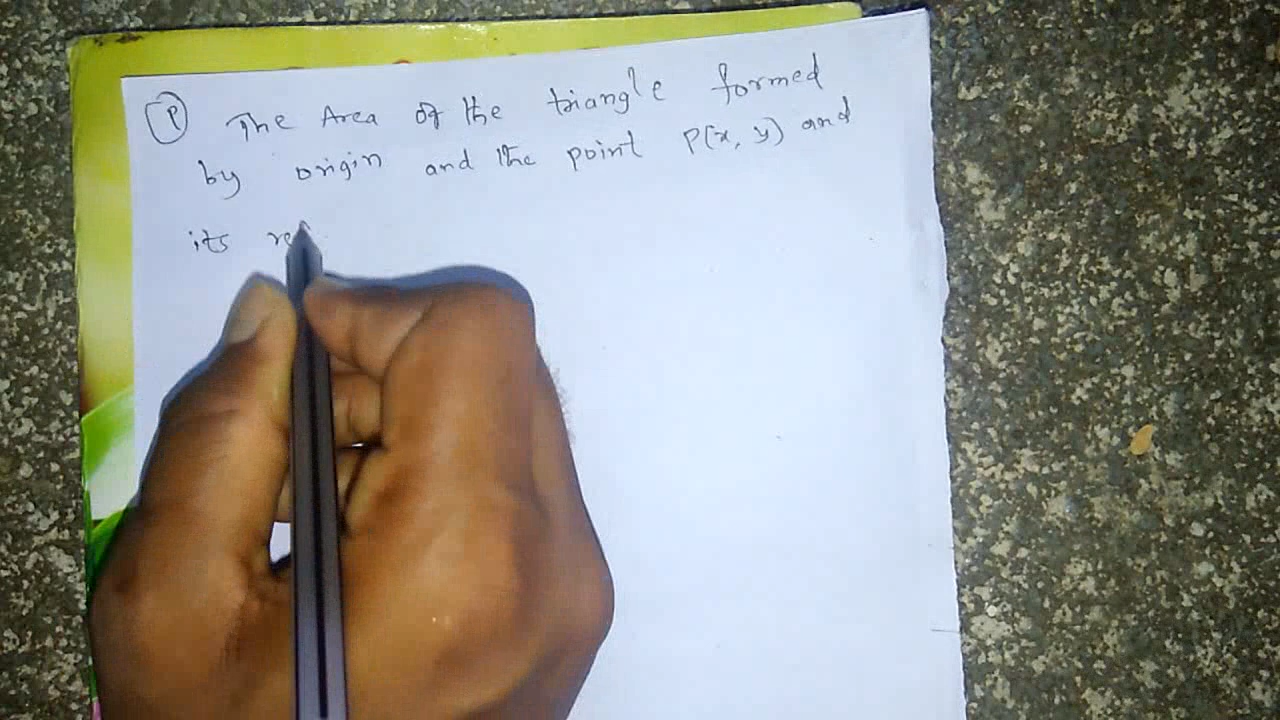 P The Area of the triangle formed
by origin and the point P(x, y) and
its